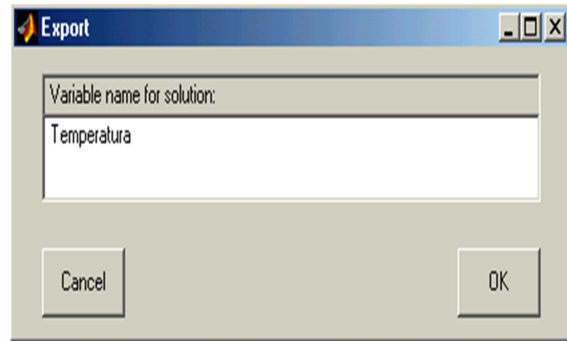 Export
Variable name for solution:
Temperatura
Cancel
OK